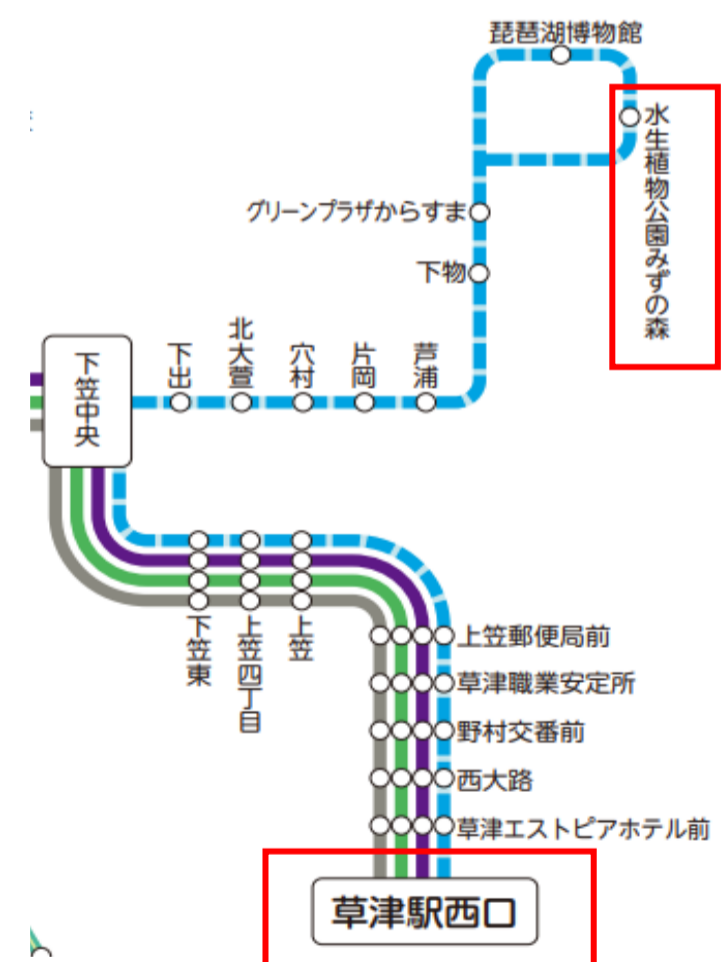 琵琶湖博物館
水生植物公園みずの森
グリーンプラザからすま
下物
下笠中央
下出
北大萱
穴村
片岡
芦浦
下笠東
上笠四丁目
上笠
上笠郵便局前
草津職業安定所
野村交番前
西大路
草津エストピアホテル前
草津駅西口